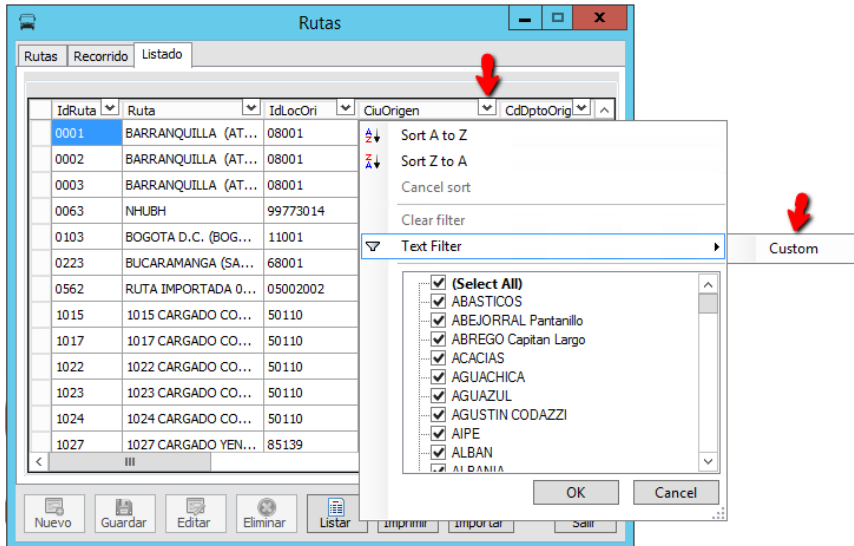 Rutas
Rutas Recorrido Listado
IdRuta Ruta IdLocOri CiuOrigen CdDptoOrig
0001 BARRANQUILLA (AT... 08001
0002 BARRANQUILLA (AT... 08001
0003 BARRANQUILLA (AT... 08001
0063 NHUBH 99773014
0103 BOGOTA D.C. (BOG... 11001
0223 BUCARAMANGA (SA... 68001
0562 RUTA IMPORTADA 0... 05002002
1015 1015 CARGADO CO... 50110
1017 1017 CARGADO CO... 50110
1022 1022 CARGADO CO... 50110
1023 1023 CARGADO CO... 50110
1024 1024 CARGADO CO... 50110
1027 1027 CARGADO YEN... 85139
Sort A to Z
Sort Z to A
Cancel sort
Clear filter
Text Filter
Custom
(Select All)
ABASTICOS
ABEJORRAL Pantanillo
ABREGO Capitan Largo
ACACIAS
AGUACHICA
AGUAZUL
AGUSTIN CODAZZI
AIPE
ALBAN
ALBANIA
OK Cancel
Nuevo Guardar Editar Eliminar Listar Imprimir Importar Salir